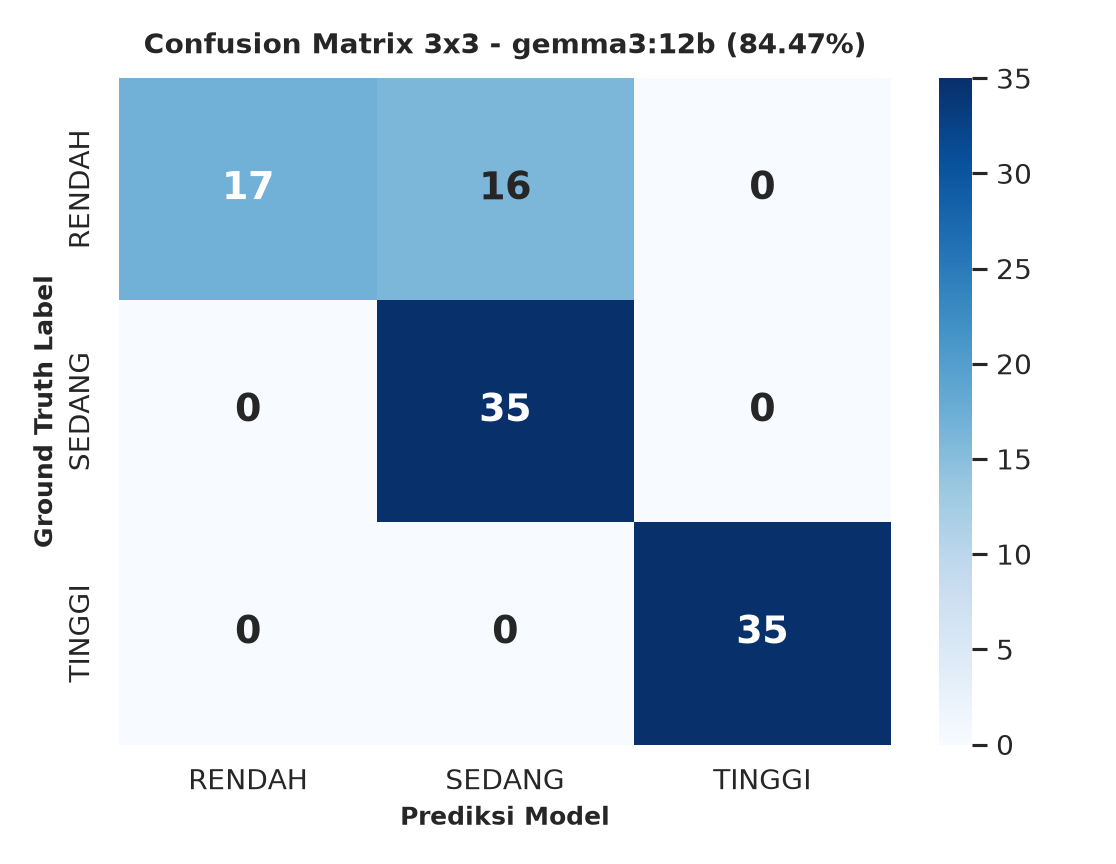 Confusion Matrix 3x3 - gemma3:12b (84.47%)
Ground Truth Label
RENDAH
17 16 0
SEDANG
0 35 0
TINGGI
0 0 35
RENDAH SEDANG TINGGI
Prediksi Model
35
30
25
20
15
10
5
0